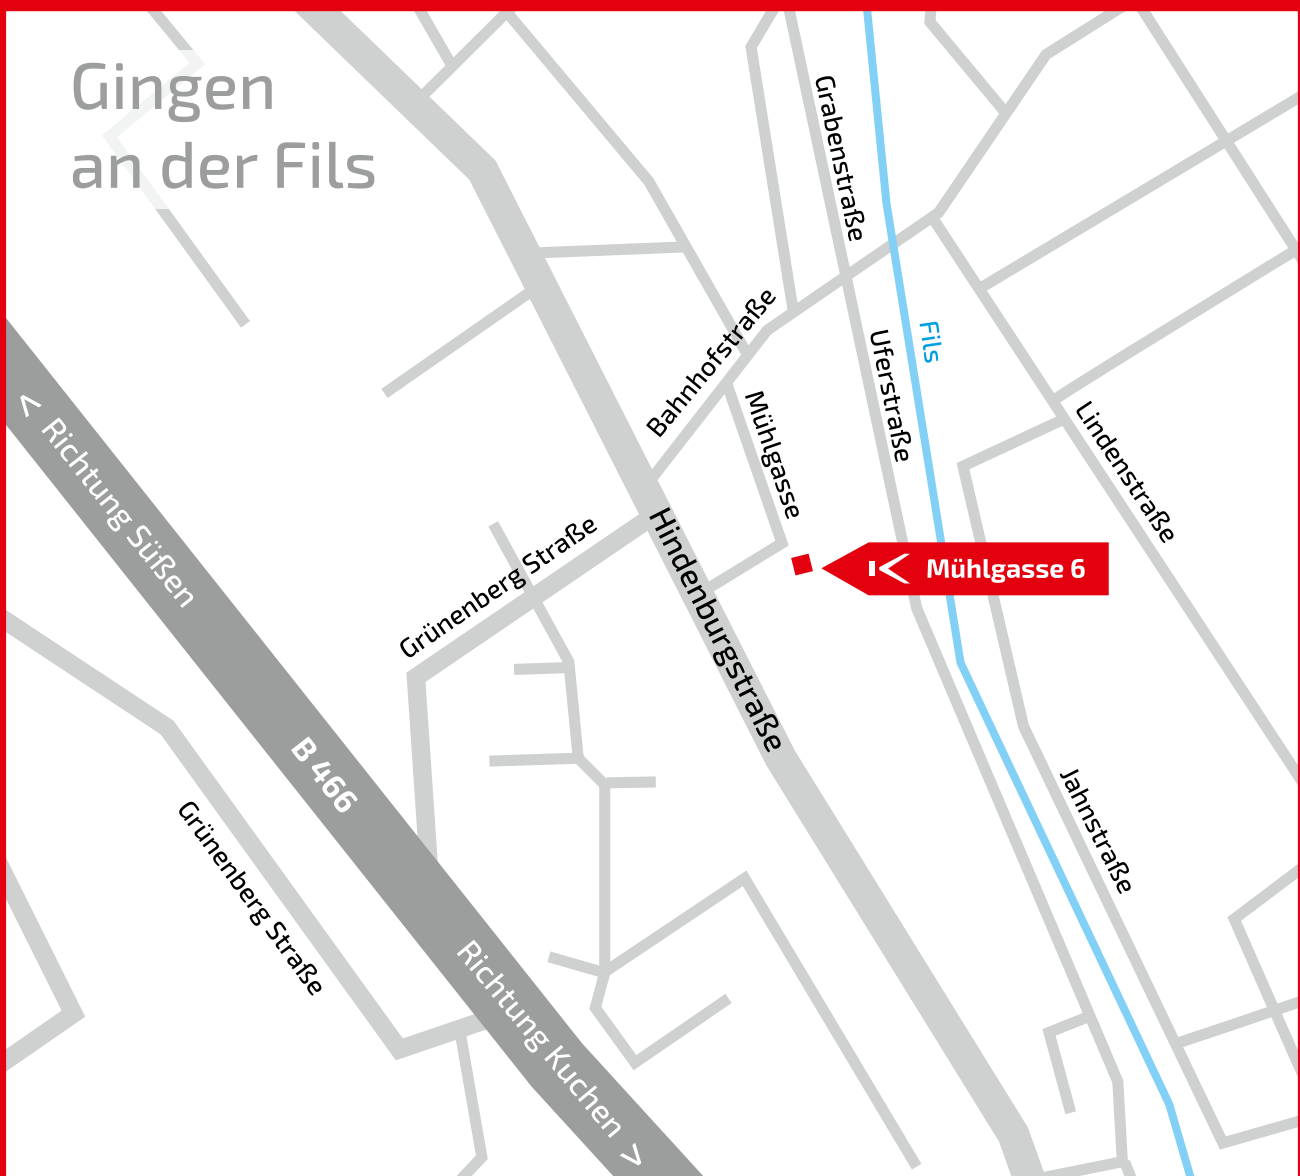 Gingen
an der Fils
Grabenstraße
Bahnhofstraße
Fils
Uferstraße
Mühlgasse
Lindenstraße
< Richtung Süßen
Grünenberg Straße
Hindenburgstraße
Mühlgasse 6
B 466
Grünenberg Straße
Jahnstraße
Richtung Kuchen >